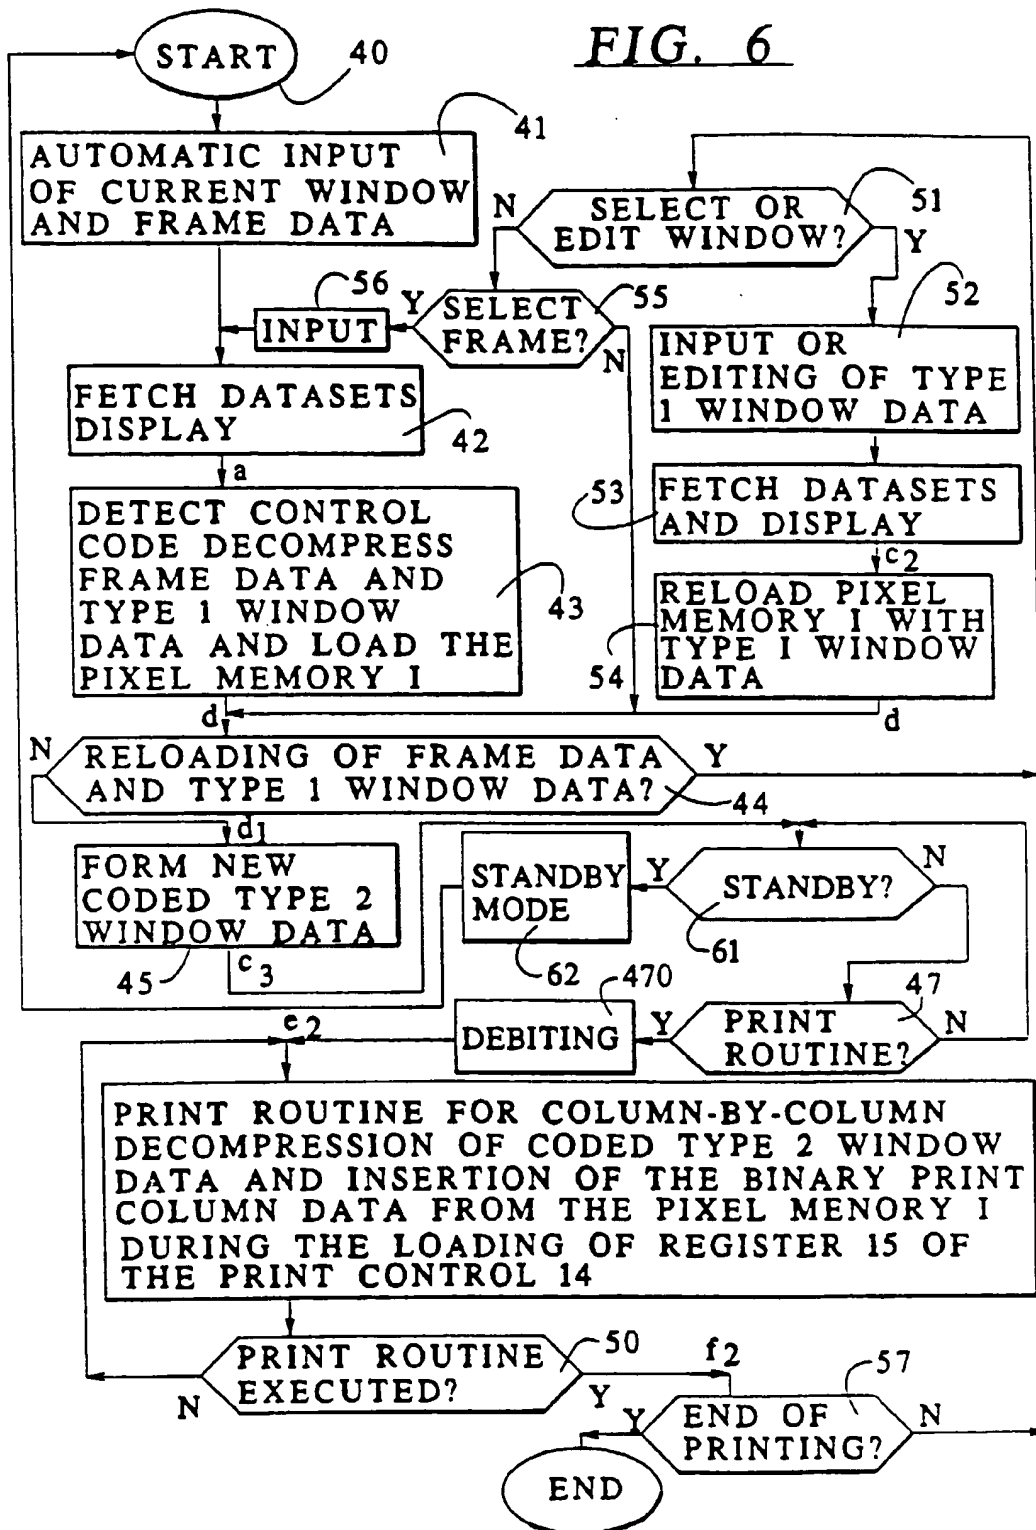 FIG. 6
START
40
41
AUTOMATIC INPUT
OF CURRENT WINDOW
AND FRAME DATA
N
SELECT OR
EDIT WINDOW?
51
Y
56
INPUT
Y
SELECT
FRAME?
55
N
52
INPUT OR
EDITING OF TYPE
1 WINDOW DATA
FETCH DATASETS
DISPLAY
42
a
53
FETCH DATASETS
AND DISPLAY
c2
DETECT CONTROL
CODE DECOMPRESS
FRAME DATA AND
TYPE 1 WINDOW
DATA AND LOAD THE
PIXEL MEMORY I
43
54
RELOAD PIXEL
MEMORY I WITH
TYPE I WINDOW
DATA
d
d
N
RELOADING OF FRAME DATA
AND TYPE 1 WINDOW DATA?
Y
44
d1
FORM NEW
CODED TYPE 2
WINDOW DATA
45
c3
STANDBY
MODE
62
Y
STANDBY?
N
61
470
47
e2
DEBITING
Y
PRINT
ROUTINE?
N
PRINT ROUTINE FOR COLUMN-BY-COLUMN
DECOMPRESSION OF CODED TYPE 2 WINDOW
DATA AND INSERTION OF THE BINARY PRINT
COLUMN DATA FROM THE PIXEL MENORY I
DURING THE LOADING OF REGISTER 15 OF
THE PRINT CONTROL 14
N
PRINT ROUTINE
EXECUTED?
50
Y
f2
57
Y
END OF
PRINTING?
N
END